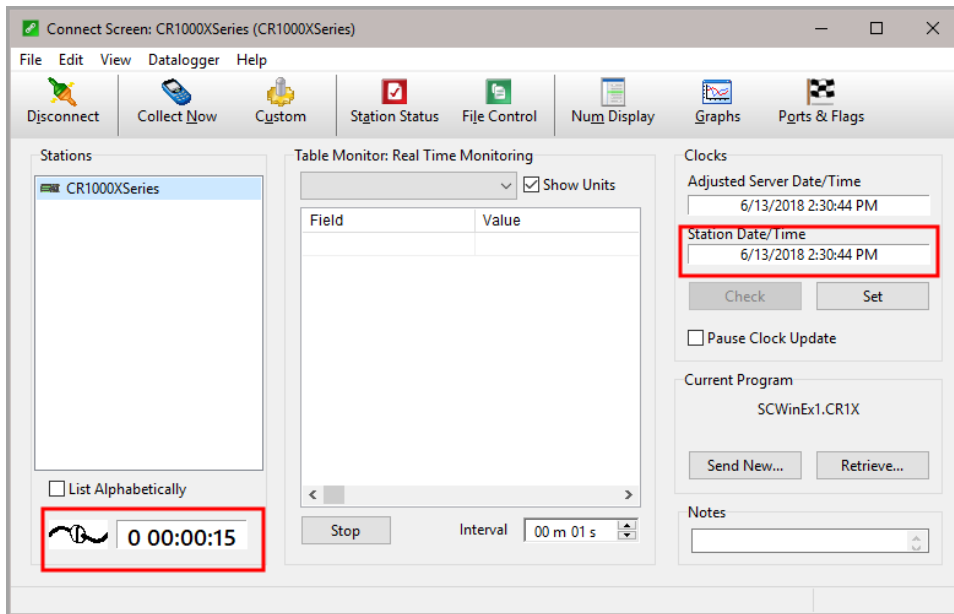 Connect Screen: CR1000XSeries (CR1000XSeries)
File Edit View Datalogger Help
Disconnect Collect Now Custom Station Status File Control Num Display Graphs Ports & Flags
Stations
CR1000XSeries
List Alphabetically
0 00:00:15
Table Monitor: Real Time Monitoring
Show Units
Field Value
Stop Interval 00 m 01 s
Clocks
Adjusted Server Date/Time
6/13/2018 2:30:44 PM
Station Date/Time
6/13/2018 2:30:44 PM
Check Set
Pause Clock Update
Current Program
SCWinEx1.CR1X
Send New... Retrieve...
Notes